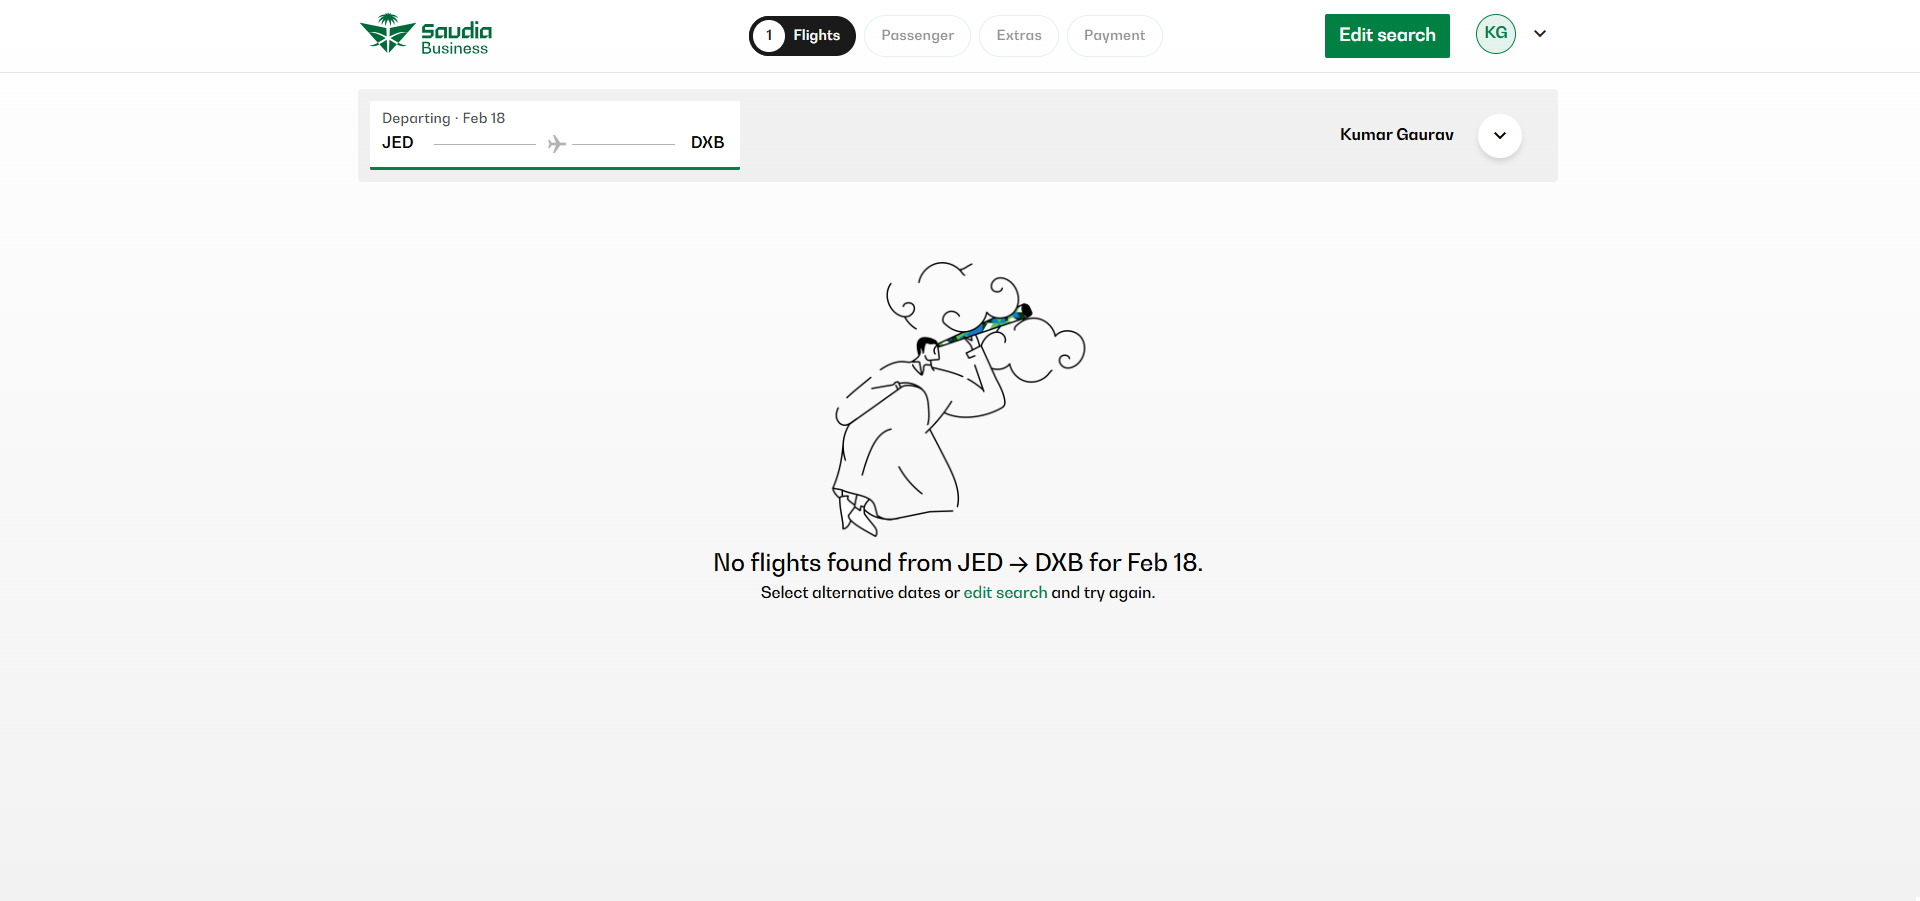 Saudia
Business
1 Flights
Passenger
Extras
Payment
Edit search
KG
Departing · Feb 18
JED
DXB
Kumar Gaurav
No flights found from JED → DXB for Feb 18.
Select alternative dates or edit search and try again.